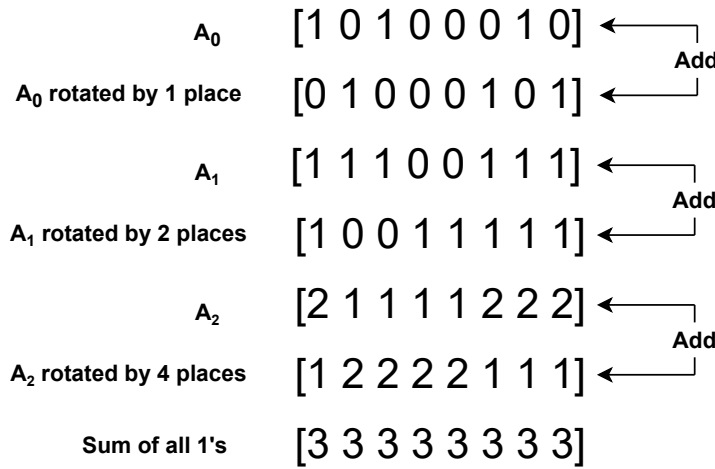 A₀ [1 0 1 0 0 0 1 0]
Add
A₀ rotated by 1 place [0 1 0 0 0 1 0 1]
A₁ [1 1 1 0 0 1 1 1]
Add
A₁ rotated by 2 places [1 0 0 1 1 1 1 1]
A₂ [2 1 1 1 1 2 2 2]
Add
A₂ rotated by 4 places [1 2 2 2 2 1 1 1]
Sum of all 1's [3 3 3 3 3 3 3 3]